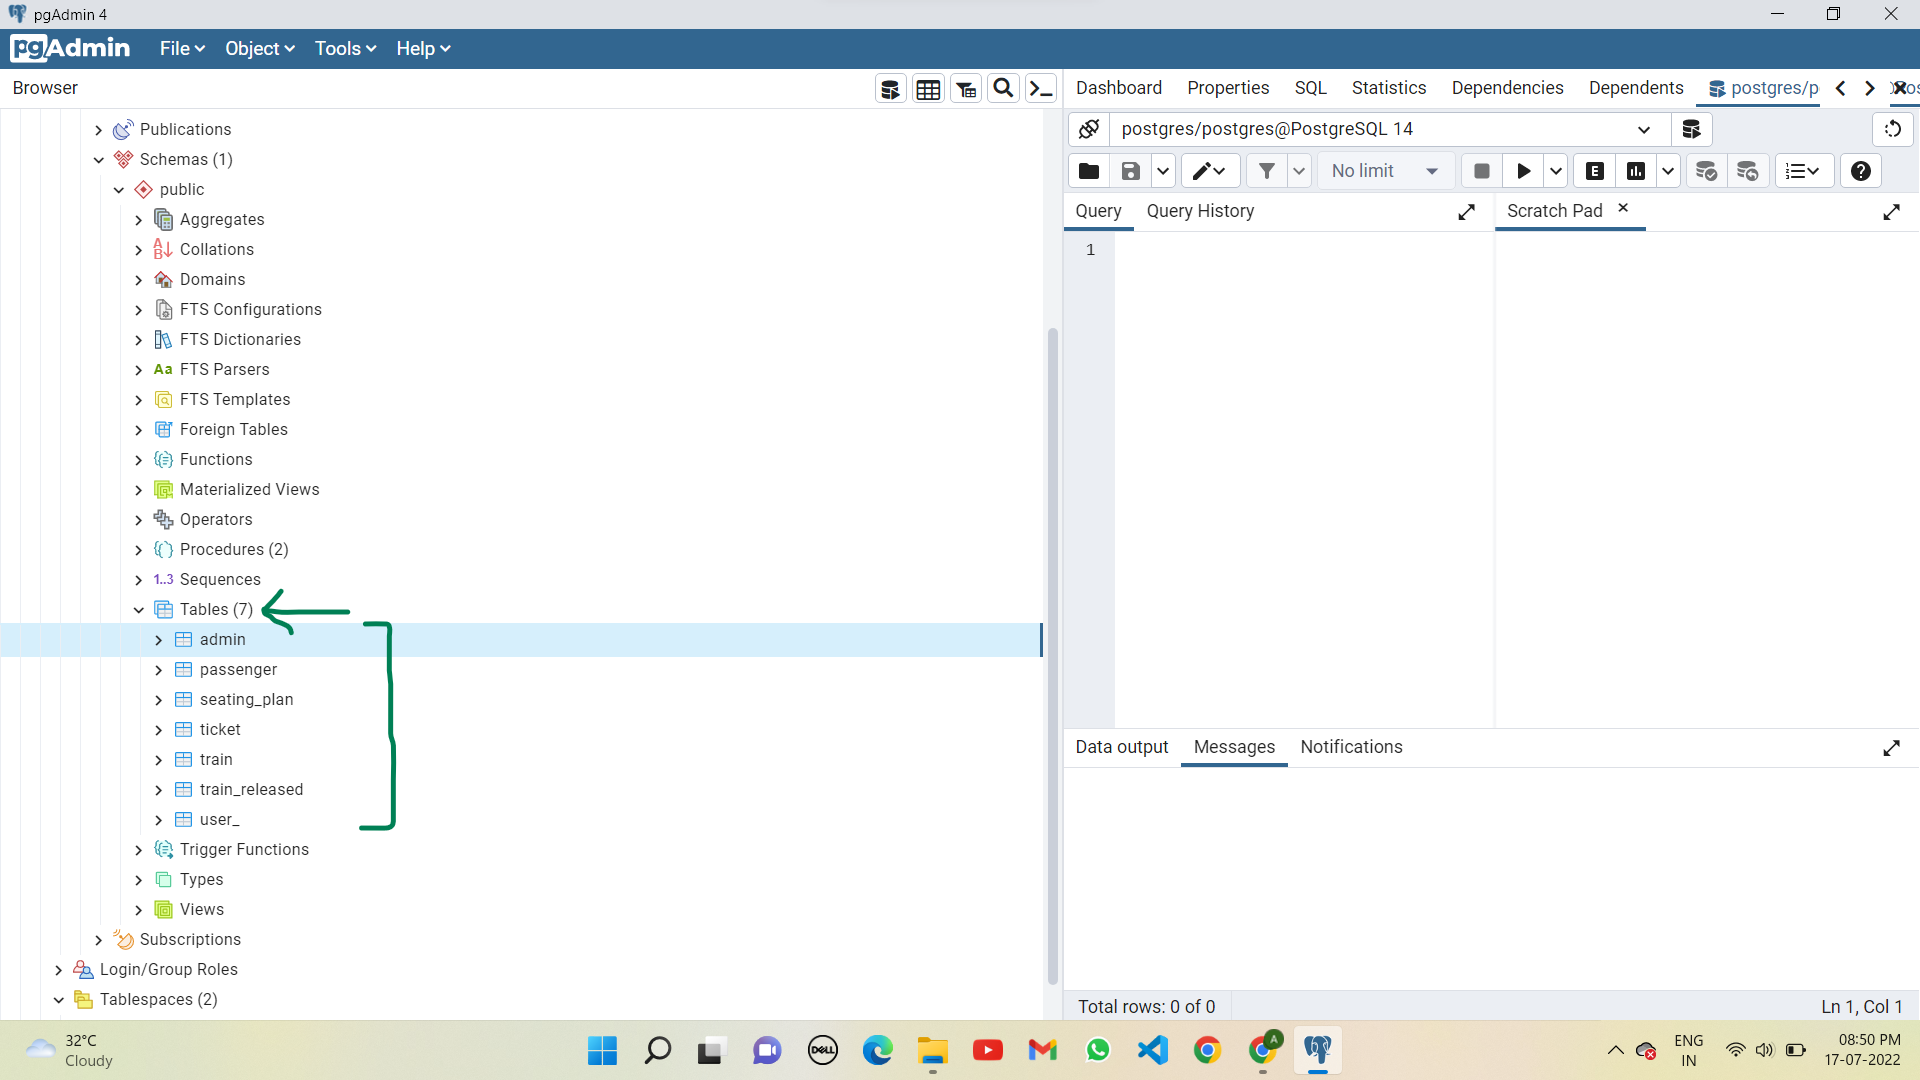 pgAdmin 4
pgAdmin File Object Tools Help
Browser
Dashboard Properties SQL Statistics Dependencies Dependents postgres/p
Publications
postgres/postgres@PostgreSQL 14
Schemas (1)
No limit
E
public
Query Query History Scratch Pad
Aggregates
1
Collations
Domains
FTS Configurations
FTS Dictionaries
Aa FTS Parsers
FTS Templates
Foreign Tables
Functions
Materialized Views
Operators
Procedures (2)
1..3 Sequences
Tables (7)
admin
passenger
seating_plan
ticket
Data output Messages Notifications
train
train_released
user_
Trigger Functions
Types
Views
Subscriptions
Login/Group Roles
Tablespaces (2)
Total rows: 0 of 0
Ln 1, Col 1
32°C
Cloudy
DELL
A
ENG
IN
08:50 PM
17-07-2022